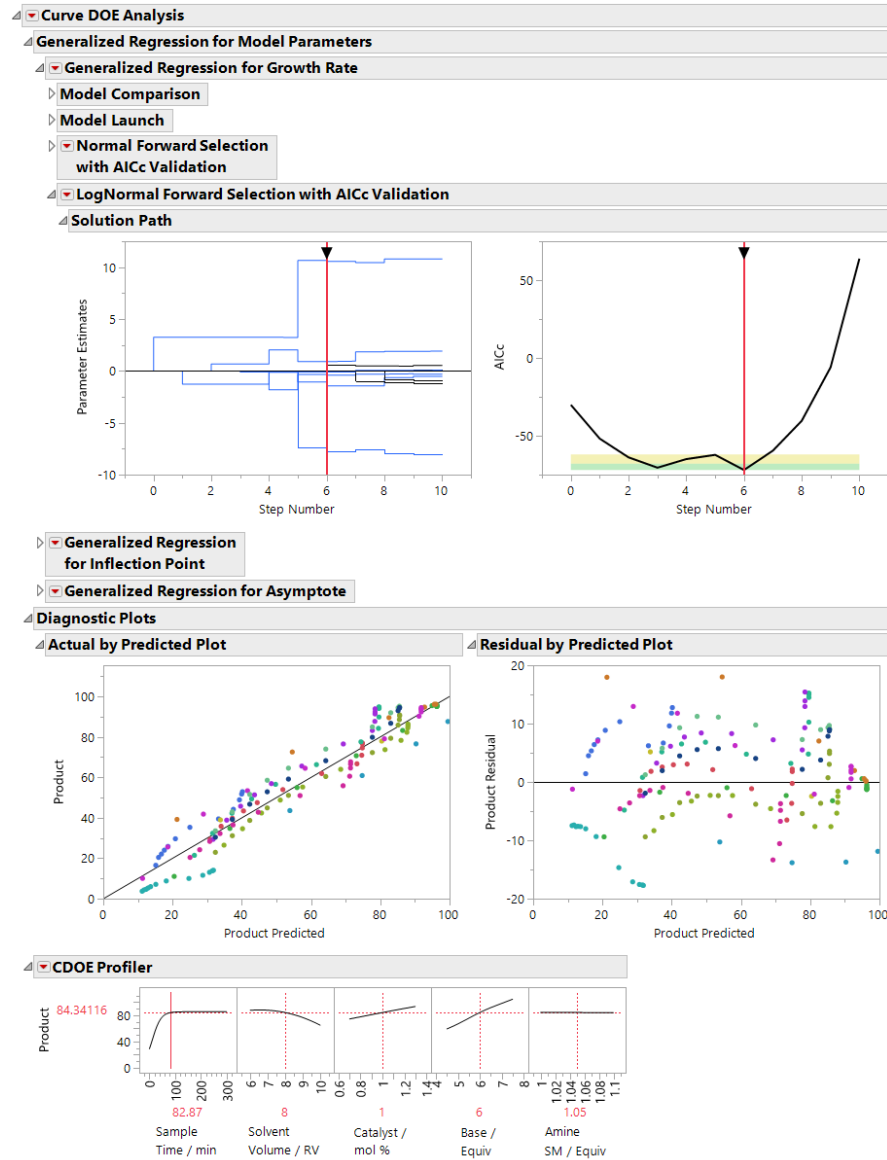 Curve DOE Analysis
Generalized Regression for Model Parameters
Generalized Regression for Growth Rate
Model Comparison
Model Launch
Normal Forward Selection
with AICc Validation
LogNormal Forward Selection with AICc Validation
Solution Path
Parameter Estimates
10
5
0
-5
-10
0 2 4 6 8 10
Step Number
AICc
50
0
-50
0 2 4 6 8 10
Step Number
Generalized Regression
for Inflection Point
Generalized Regression for Asymptote
Diagnostic Plots
Actual by Predicted Plot
Product
100
80
60
40
20
0
0 20 40 60 80 100
Product Predicted
Residual by Predicted Plot
Product Residual
20
10
0
-10
-20
0 20 40 60 80 100
Product Predicted
CDOE Profiler
Product
84.34116
80
40
0
0 100 200 300
82.87
Sample
Time / min
6 7 8 9 10
8
Solvent
Volume / RV
0.6 0.8 1 1.2 1.4
1
Catalyst /
mol %
4 5 6 7 8
6
Base /
Equiv
1 1.02 1.04 1.06 1.08 1.1
1.05
Amine
SM / Equiv